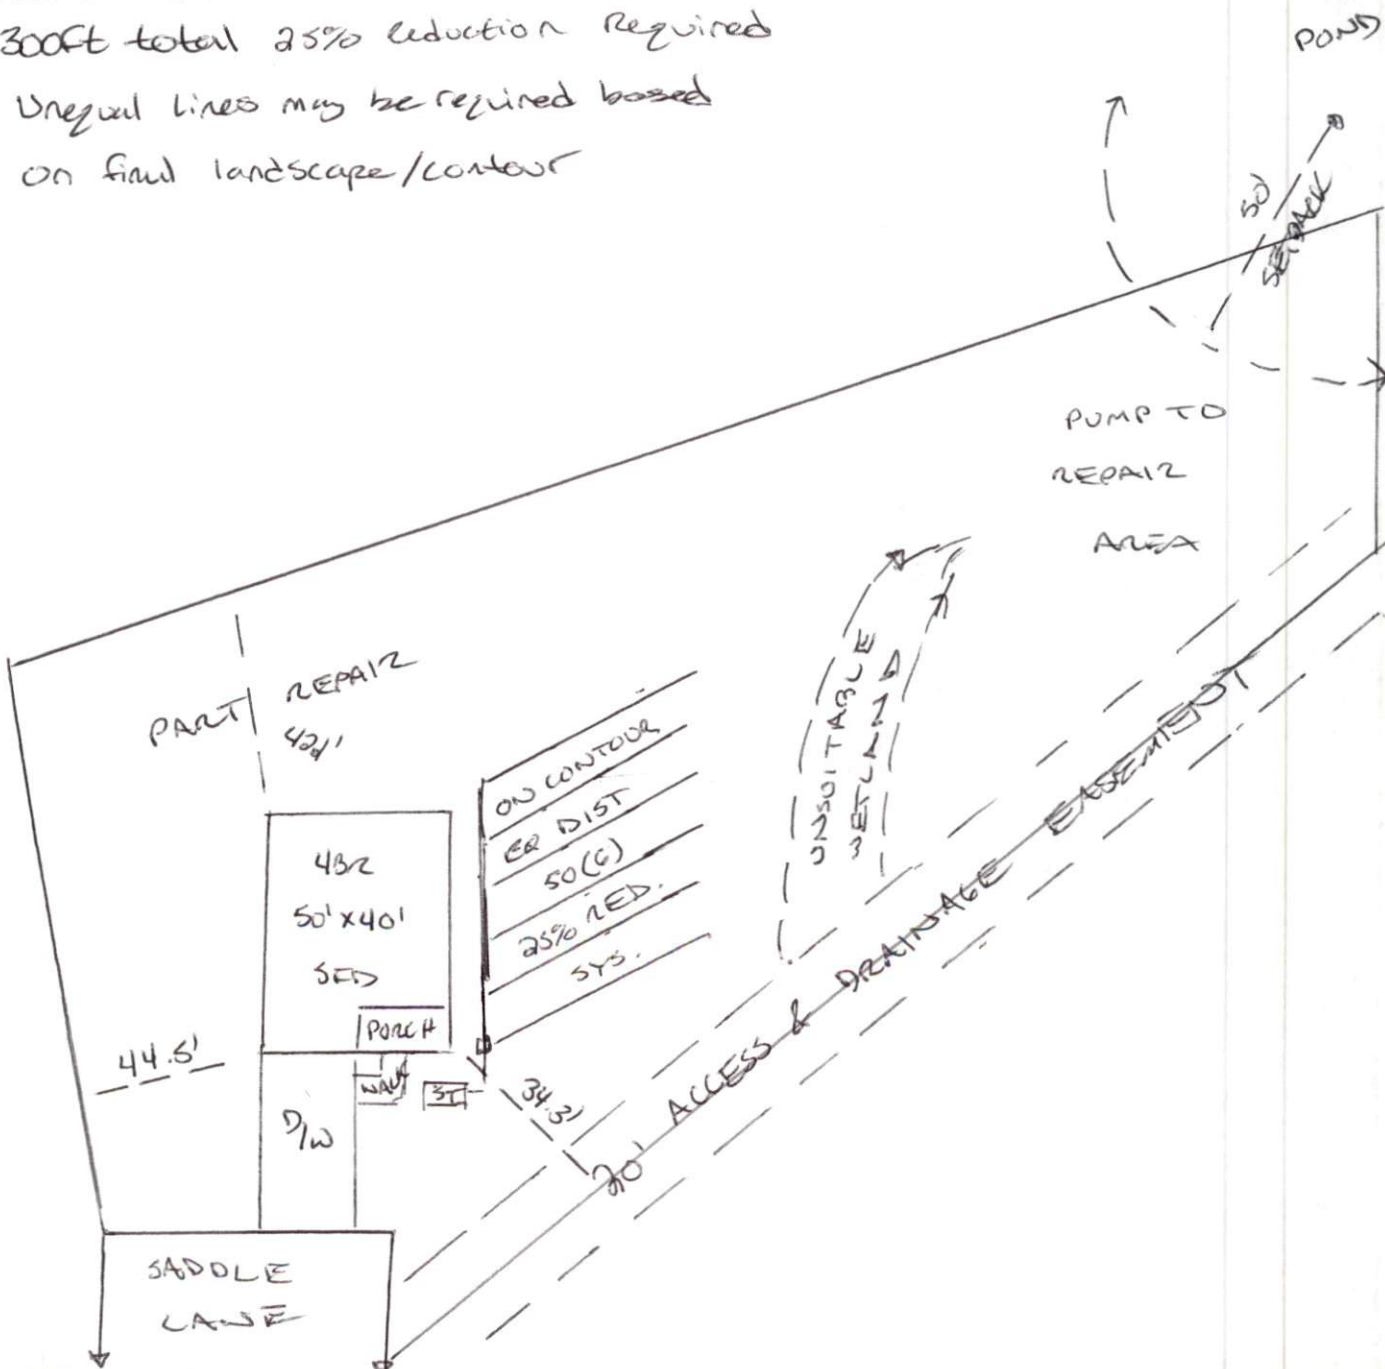 300ft total 25% reduction Required
Unequal lines may be required based
on final landscape/contour
POND
50'
SETBACK
PUMP TO
REPAIR
AREA
PART REPAIR
ON CONTOUR
EQ DIST
50'(6)
25% RED.
SYS.
UNSUITABLE
WETLAND
4BR
50'x40'
SFD
PORCH
WALK
ST
44.5'
D/W
34.3'
20' ACCESS & DRAINAGE EASEMENT
SADDLE
LANE